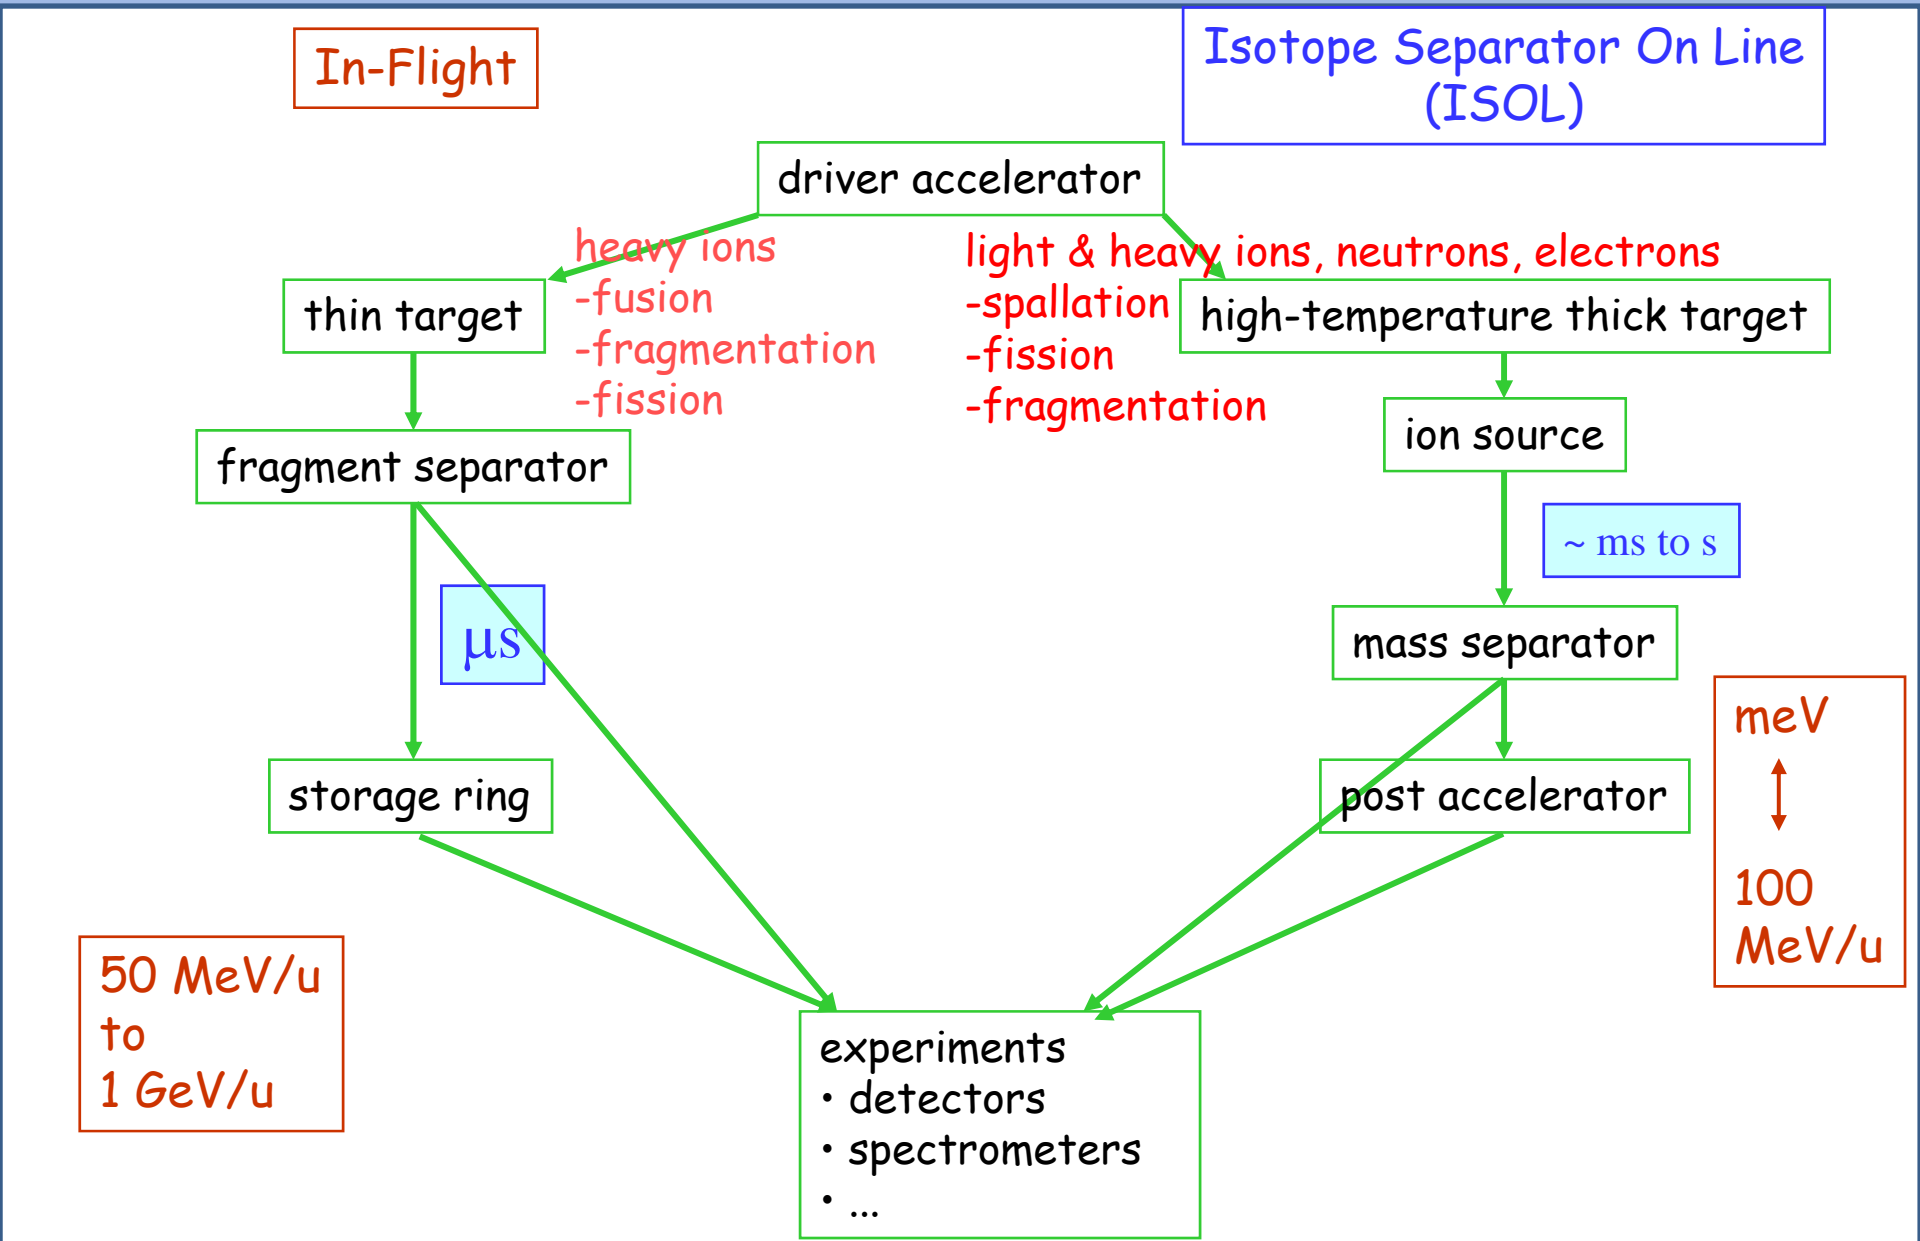 In-Flight
Isotope Separator On Line
(ISOL)
driver accelerator
heavy ions
-fusion
-fragmentation
-fission
light & heavy ions, neutrons, electrons
-spallation
-fission
-fragmentation
thin target
high-temperature thick target
fragment separator
ion source
~ ms to s
μs
mass separator
storage ring
post accelerator
meV
100
MeV/u
50 MeV/u
to
1 GeV/u
experiments
• detectors
• spectrometers
• ...